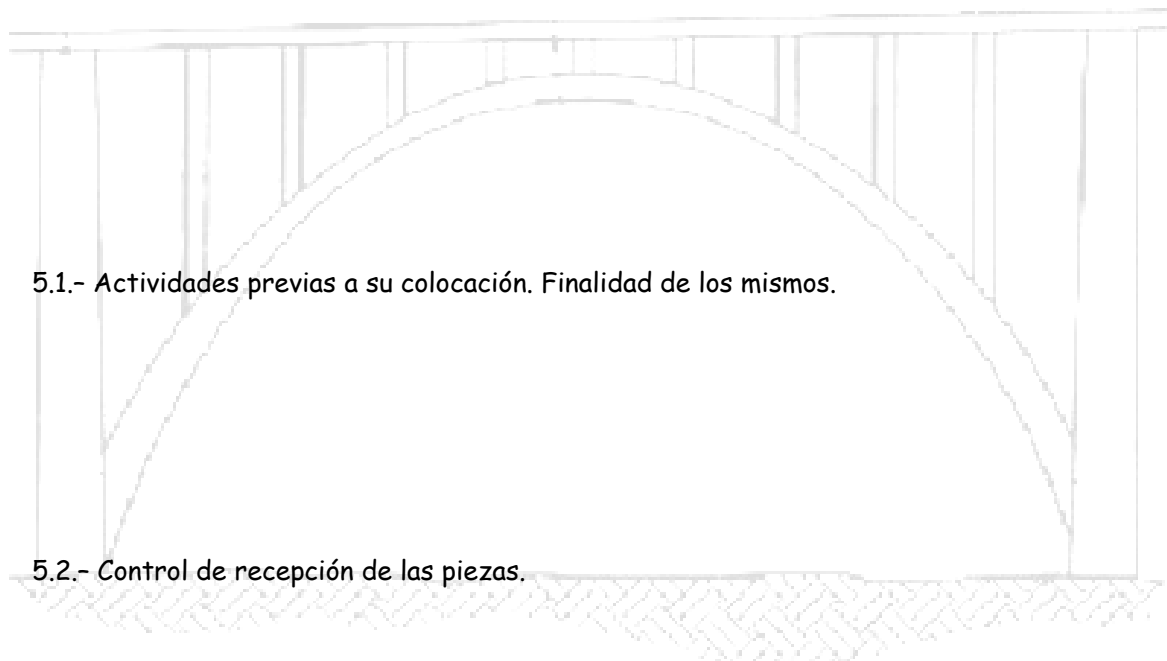 5.1.– Actividades previas a su colocación. Finalidad de los mismos.
5.2.– Control de recepción de las piezas.